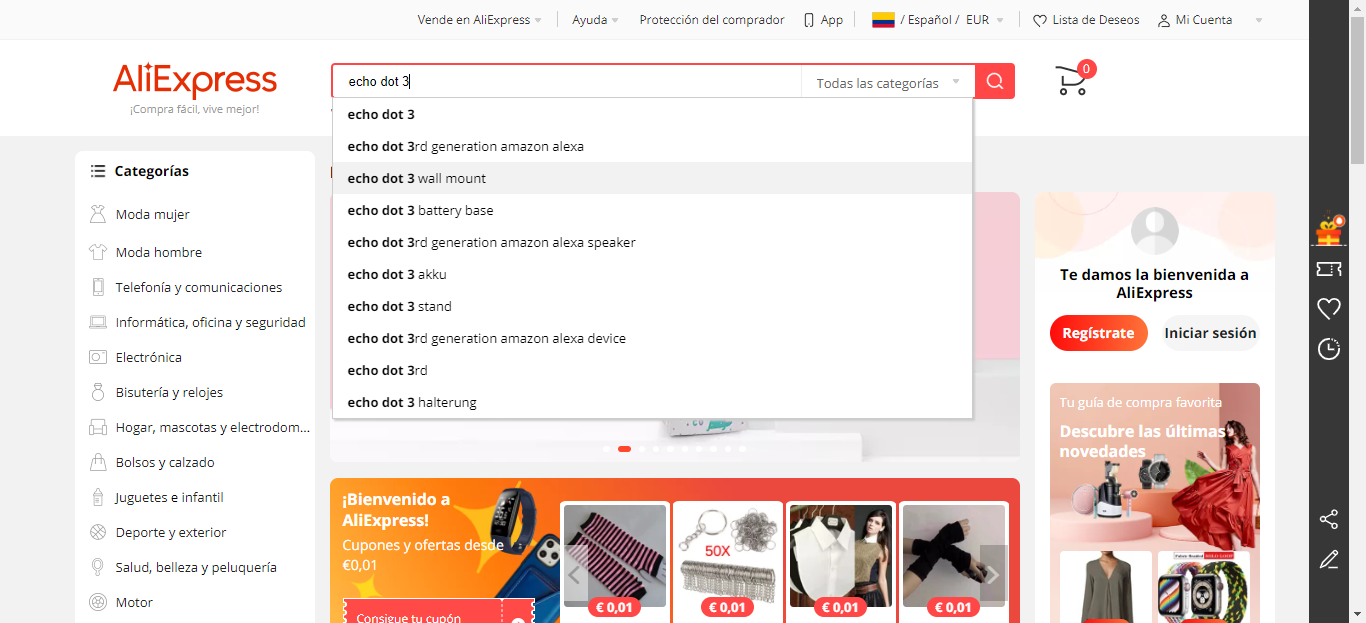 Vende en AliExpress
Ayuda
Protección del comprador
App
/ Español / EUR
Lista de Deseos
Mi Cuenta
AliExpress
¡Compra fácil, vive mejor!
echo dot 3
Todas las categorías
0
echo dot 3
echo dot 3rd generation amazon alexa
echo dot 3 wall mount
echo dot 3 battery base
echo dot 3rd generation amazon alexa speaker
echo dot 3 akku
echo dot 3 stand
echo dot 3rd generation amazon alexa device
echo dot 3rd
echo dot 3 halterung
Categorías
Moda mujer
Moda hombre
Telefonía y comunicaciones
Informática, oficina y seguridad
Electrónica
Bisutería y relojes
Hogar, mascotas y electrodom...
Bolsos y calzado
Juguetes e infantil
Deporte y exterior
Salud, belleza y peluquería
Motor
Te damos la bienvenida a
AliExpress
Regístrate
Iniciar sesión
Tu guía de compra favorita
Descubre las últimas
novedades
¡Bienvenido a
AliExpress!
Cupones y ofertas desde
€0,01
Consigue tu cupón
50X
€ 0,01
€ 0,01
€ 0,01
€ 0,01